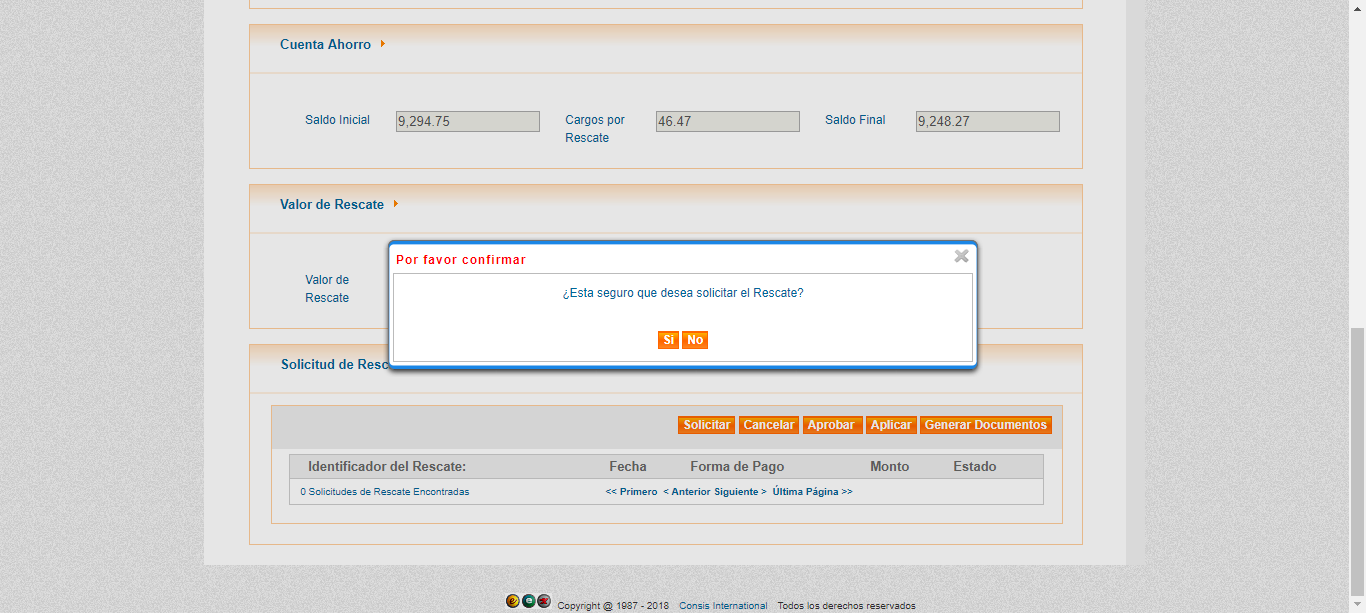 Cuenta Ahorro
Saldo Inicial 9,294.75 Cargos por Rescate 46.47 Saldo Final 9,248.27
Valor de Rescate
Valor de Rescate
Por favor confirmar
¿Esta seguro que desea solicitar el Rescate?
Si No
Solicitud de Resc
Solicitar Cancelar Aprobar Aplicar Generar Documentos
Identificador del Rescate: Fecha Forma de Pago Monto Estado
0 Solicitudes de Rescate Encontradas << Primero < Anterior Siguiente > Última Página >>
Copyright @ 1987 - 2018 Consis International Todos los derechos reservados